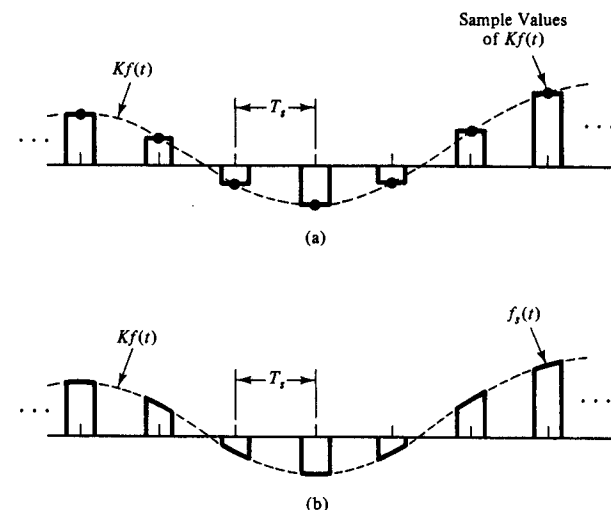 Sample Values
of Kf(t)
Kf(t)
T_s
...
...
(a)
f_s(t)
Kf(t)
T_s
...
...
(b)